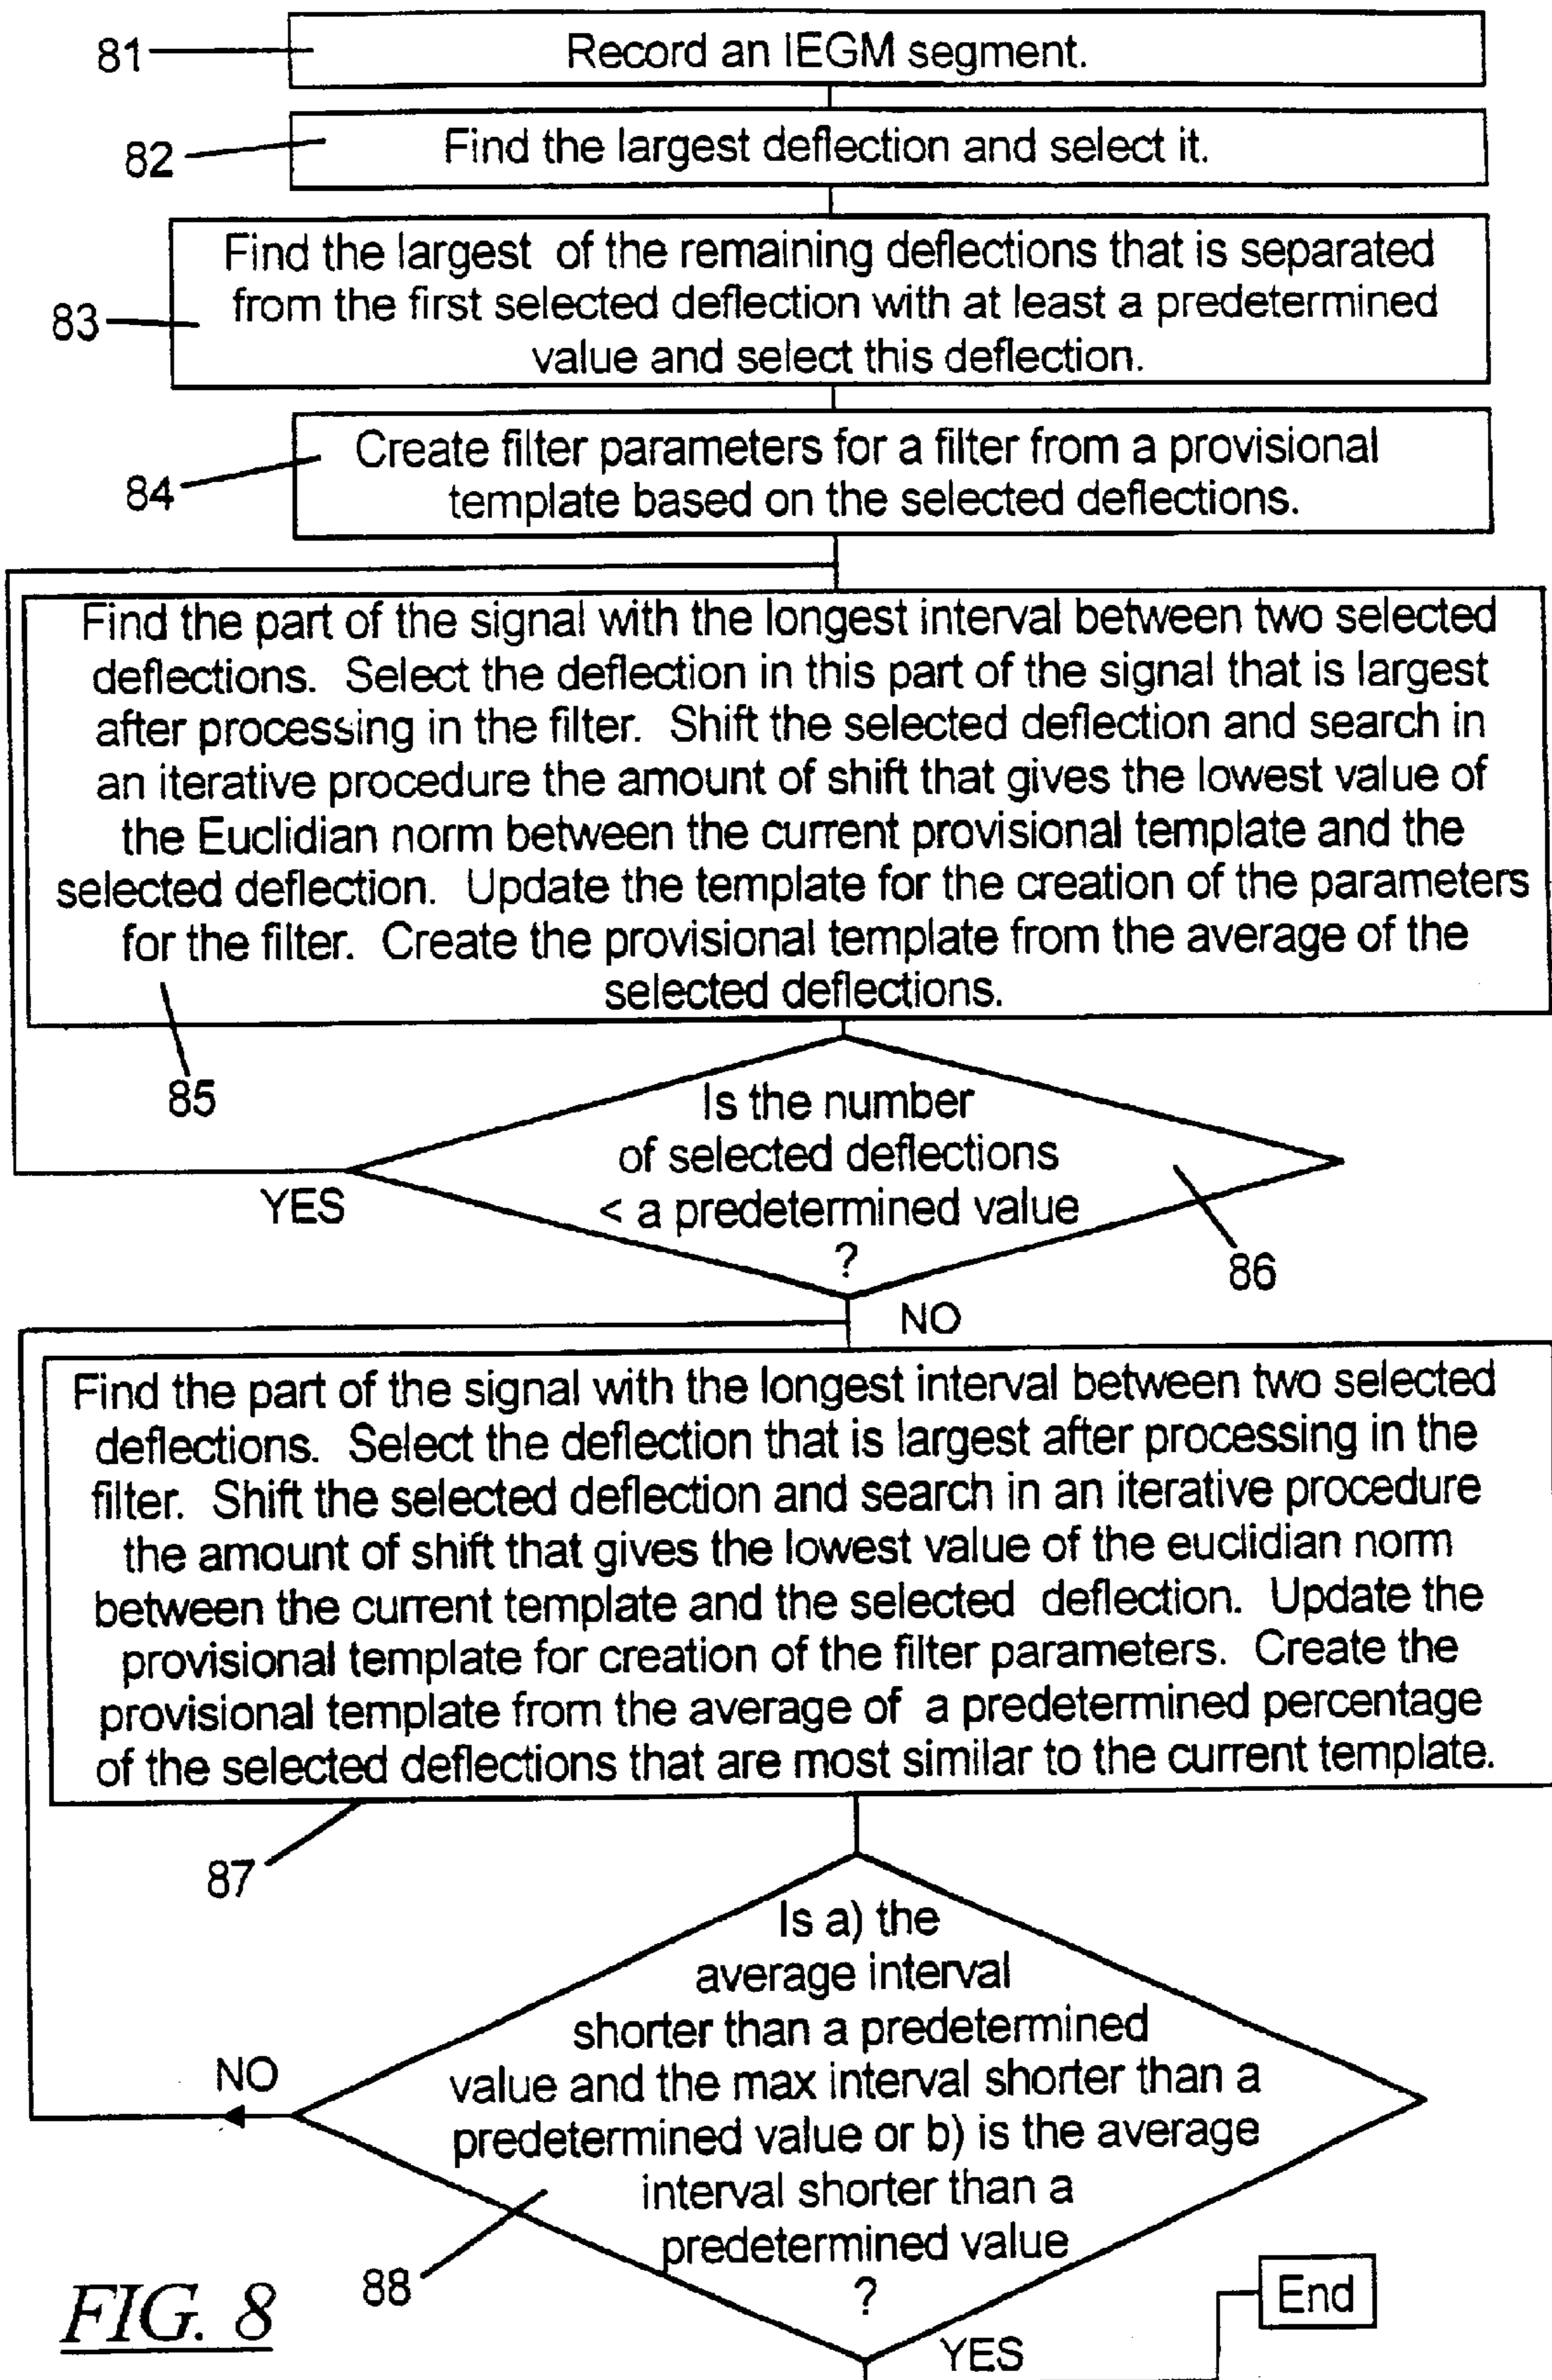 81
Record an IEGM segment.
82
Find the largest deflection and select it.
83
Find the largest of the remaining deflections that is separated
from the first selected deflection with at least a predetermined
value and select this deflection.
84
Create filter parameters for a filter from a provisional
template based on the selected deflections.
Find the part of the signal with the longest interval between two selected
deflections. Select the deflection in this part of the signal that is largest
after processing in the filter. Shift the selected deflection and search in
an iterative procedure the amount of shift that gives the lowest value of
the Euclidian norm between the current provisional template and the
selected deflection. Update the template for the creation of the parameters
for the filter. Create the provisional template from the average of the
selected deflections.
85
Is the number
of selected deflections
< a predetermined value
?
YES
86
NO
Find the part of the signal with the longest interval between two selected
deflections. Select the deflection that is largest after processing in the
filter. Shift the selected deflection and search in an iterative procedure
the amount of shift that gives the lowest value of the euclidian norm
between the current template and the selected deflection. Update the
provisional template for creation of the filter parameters. Create the
provisional template from the average of a predetermined percentage
of the selected deflections that are most similar to the current template.
87
Is a) the
average interval
shorter than a predetermined
value and the max interval shorter than a
predetermined value or b) is the average
interval shorter than a
predetermined value
?
NO
88
End
YES
FIG. 8